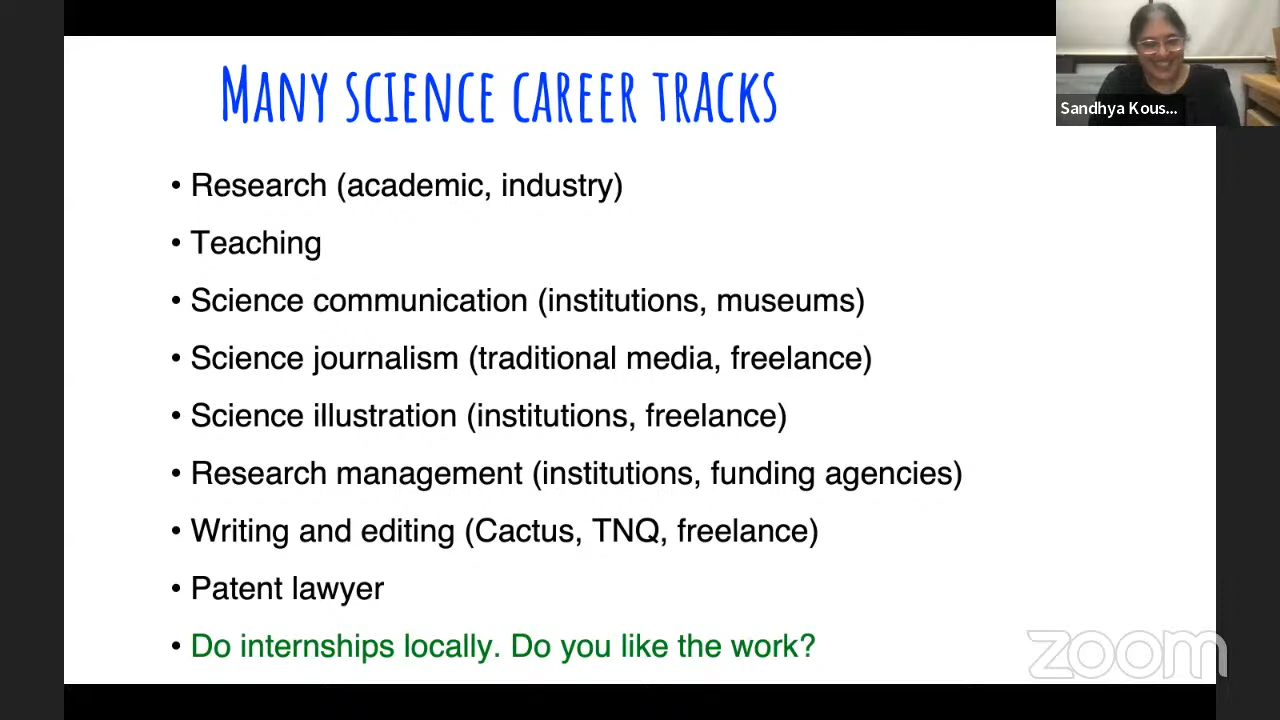 MANY SCIENCE CAREER TRACKS
Sandhya Kous...
• Research (academic, industry)
• Teaching
• Science communication (institutions, museums)
• Science journalism (traditional media, freelance)
• Science illustration (institutions, freelance)
• Research management (institutions, funding agencies)
• Writing and editing (Cactus, TNQ, freelance)
• Patent lawyer
• Do internships locally. Do you like the work?
zoom